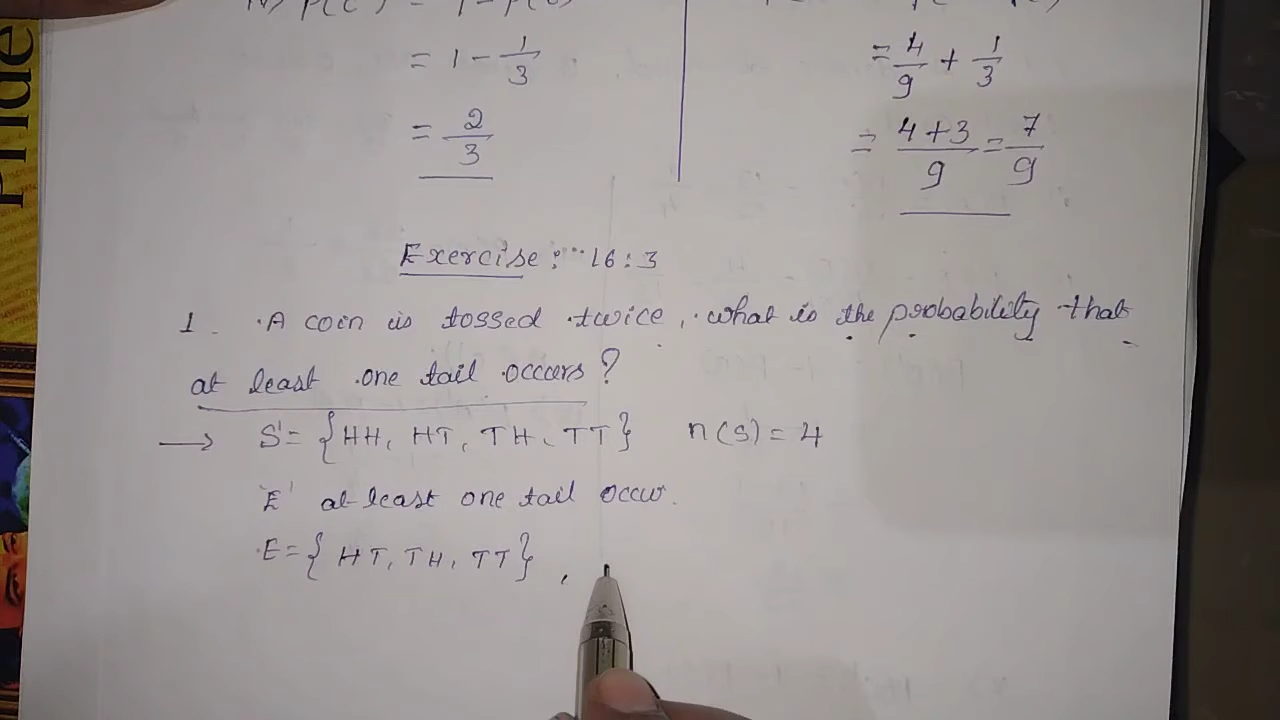 = 1 - 1/3
= 2/3
= 4/9 + 1/3
= 4+3/9 = 7/9
Exercise : 16 : 3
1. A coin is tossed twice, what is the probability that
at least one tail occurs ?
→ S = {HH, HT, TH, TT} n(S) = 4
E at least one tail occur.
E = { HT, TH, TT} ,
Pride